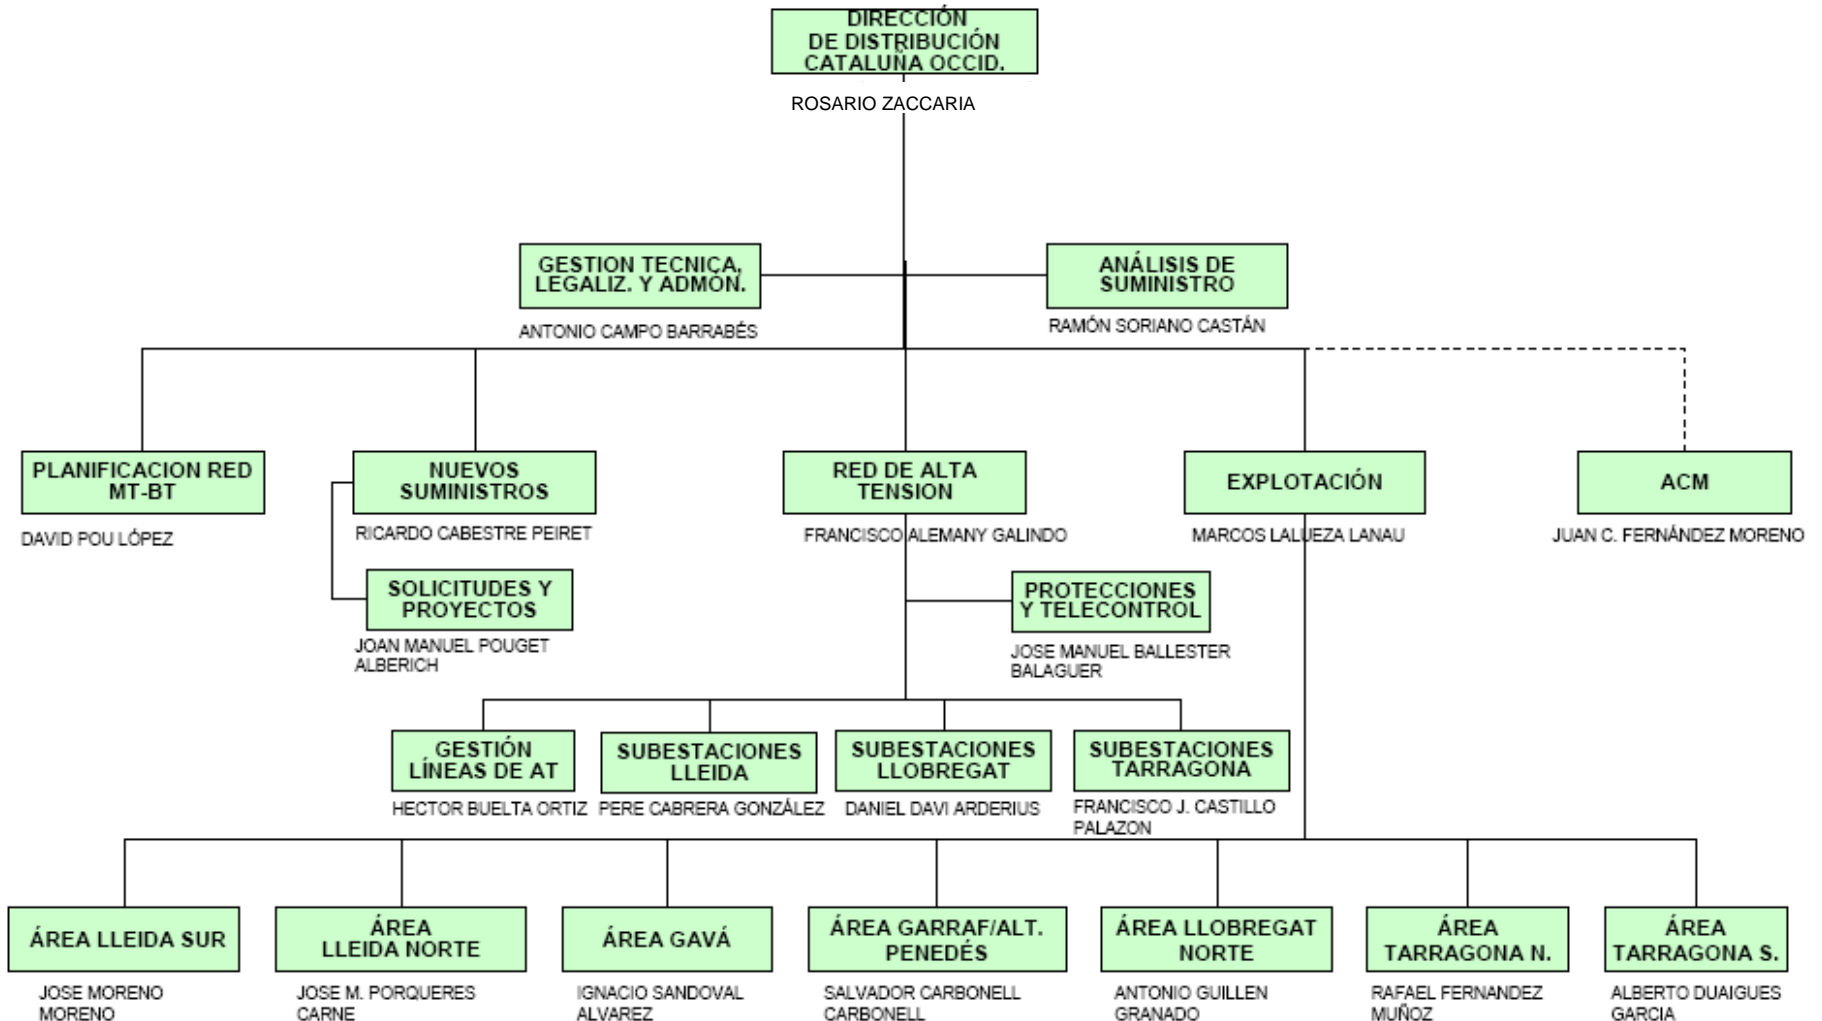 DIRECCIÓN
DE DISTRIBUCIÓN
CATALUÑA OCCID.
ROSARIO ZACCARIA
GESTION TECNICA,
LEGALIZ. Y ADMÓN.
ANTONIO CAMPO BARRABÉS
ANÁLISIS DE
SUMINISTRO
RAMÓN SORIANO CASTÁN
PLANIFICACION RED
MT-BT
DAVID POU LÓPEZ
NUEVOS
SUMINISTROS
RICARDO CABESTRE PEIRET
RED DE ALTA
TENSION
FRANCISCO ALEMANY GALINDO
EXPLOTACIÓN
MARCOS LALUEZA LANAU
ACM
JUAN C. FERNÁNDEZ MORENO
SOLICITUDES Y
PROYECTOS
JOAN MANUEL POUGET
ALBERICH
PROTECCIONES
Y TELECONTROL
JOSE MANUEL BALLESTER
BALAGUER
GESTIÓN
LÍNEAS DE AT
HECTOR BUELTA ORTIZ
SUBESTACIONES
LLEIDA
PERE CABRERA GONZÁLEZ
SUBESTACIONES
LLOBREGAT
DANIEL DAVI ARDERIUS
SUBESTACIONES
TARRAGONA
FRANCISCO J. CASTILLO
PALAZON
ÁREA LLEIDA SUR
JOSE MORENO
MORENO
ÁREA
LLEIDA NORTE
JOSE M. PORQUERES
CARNE
ÁREA GAVÁ
IGNACIO SANDOVAL
ALVAREZ
ÁREA GARRAF/ALT.
PENEDÉS
SALVADOR CARBONELL
CARBONELL
ÁREA LLOBREGAT
NORTE
ANTONIO GUILLEN
GRANADO
ÁREA
TARRAGONA N.
RAFAEL FERNANDEZ
MUÑOZ
ÁREA
TARRAGONA S.
ALBERTO DUAIGUES
GARCIA